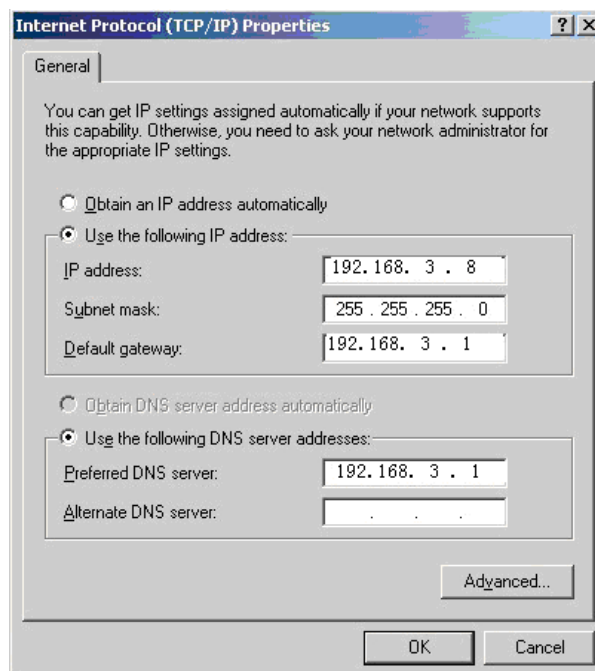 Internet Protocol (TCP/IP) Properties
General
You can get IP settings assigned automatically if your network supports
this capability. Otherwise, you need to ask your network administrator for
the appropriate IP settings.
Obtain an IP address automatically
Use the following IP address:
IP address: 192.168. 3 . 8
Subnet mask: 255 . 255 . 255 . 0
Default gateway: 192.168. 3 . 1
Obtain DNS server address automatically
Use the following DNS server addresses:
Preferred DNS server: 192.168. 3 . 1
Alternate DNS server: . . .
Advanced...
OK Cancel